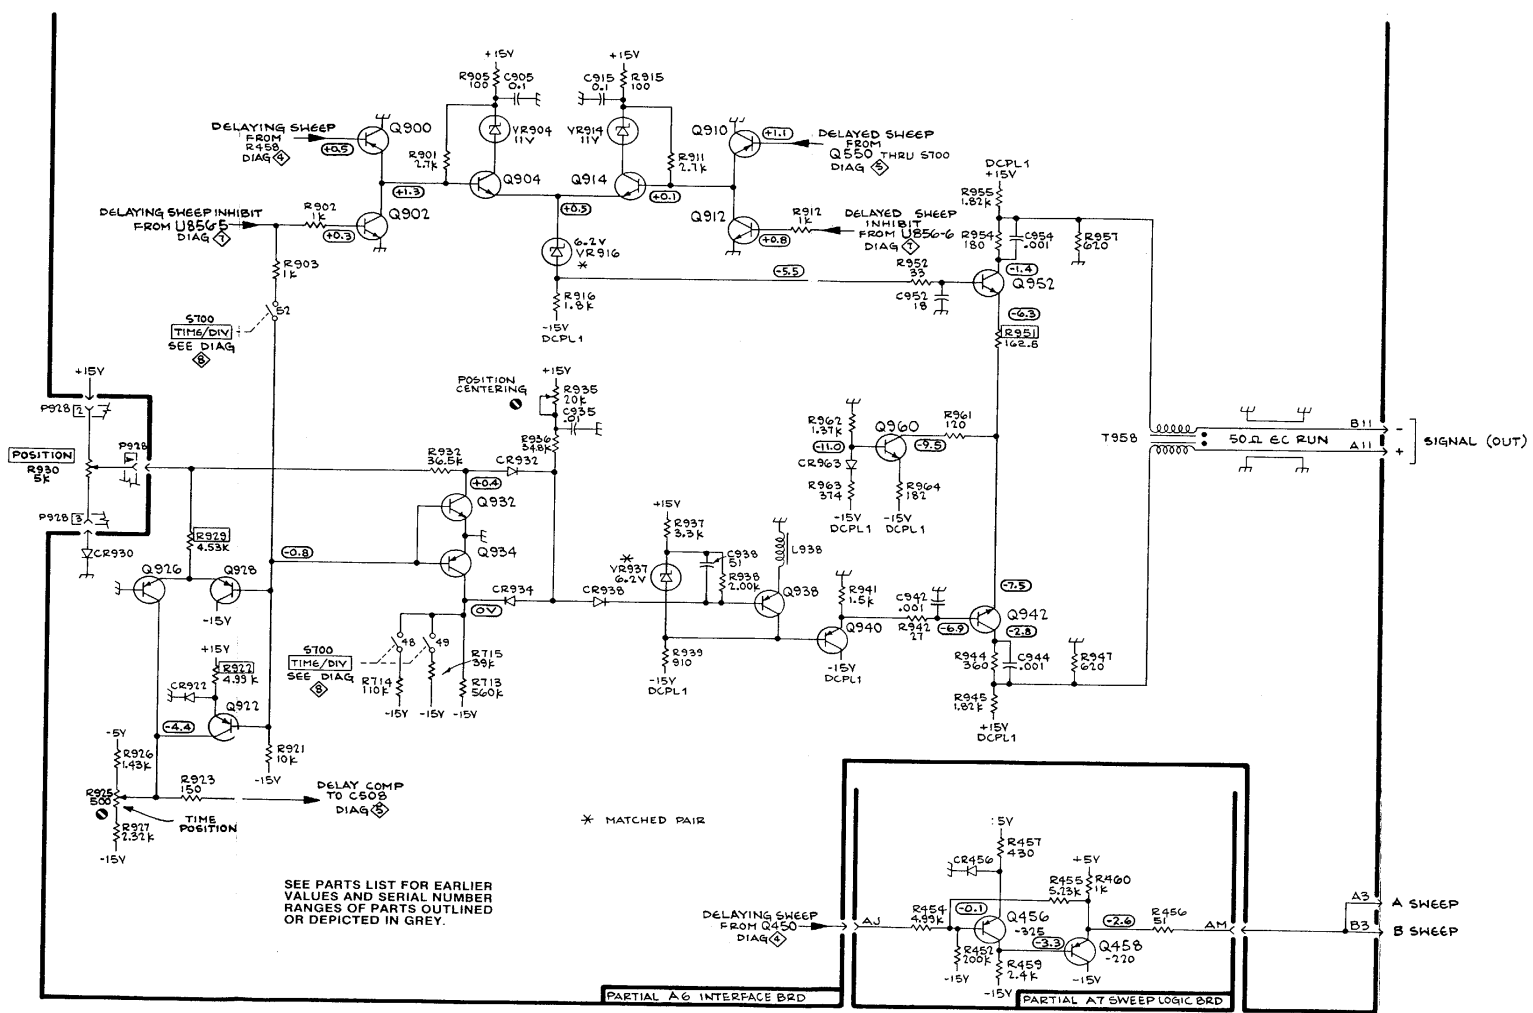 +15V
+15V
R905
100
C905
0.1
C915
0.1
R915
100
DELAYING SWEEP
FROM
R458
DIAG 4
+0.5
Q900
VR904
11V
VR914
11V
Q910
+1.1
DELAYED SWEEP
FROM
Q550 THRU S700
DIAG 5
R901
2.7K
R911
2.7K
DCPL1
+15V
+1.3
Q904
Q914
+0.1
R955
1.82K
DELAYING SWEEP INHIBIT
FROM U856-5
DIAG 7
R902
1K
+0.3
Q902
+0.5
Q912
+0.8
R912
1K
DELAYED SWEEP
INHIBIT
FROM U856-6
DIAG 7
R954
180
C954
.001
R957
620
R903
1K
6.2V
VR916
*
-5.5
R952
33
-1.4
Q952
C952
18
R916
1.8K
-15V
DCPL1
S700
TIME/DIV
SEE DIAG
8
52
-6.3
R951
162.8
+15V
P928
2
POSITION
CENTERING
+15V
R935
20K
C935
.01
R936
34.8K
P928
POSITION
R930
5K
R932
36.5K
CR932
+0.4
Q932
R962
1.37K
Q960
-11.0
-9.5
R961
120
CR963
R963
374
-15V
DCPL1
R964
182
-15V
DCPL1
T958
50Ω EC RUN
B11
-
A11
+
SIGNAL (OUT)
P928
3
CR930
R929
4.53K
-0.8
Q934
Q926
Q928
-15V
CR934
0V
CR938
+15V
R937
3.3K
*
VR937
6.2V
C938
51
R938
2.00K
L938
Q938
R941
1.5K
C942
.001
-7.5
Q942
-6.9
R942
27
Q940
-15V
DCPL1
-2.8
R944
360
C944
.001
R947
620
R945
1.82K
+15V
DCPL1
S700
TIME/DIV
SEE DIAG
8
48
49
R715
39K
R714
110K
R713
560K
-15V
-15V
-15V
R939
910
-15V
DCPL1
+15V
R922
4.99K
CR922
Q922
-4.4
R921
10K
-15V
-5V
R926
1.43K
R925
500
R923
150
DELAY COMP
TO C508
DIAG 5
TIME
POSITION
R927
2.32K
-15V
* MATCHED PAIR
SEE PARTS LIST FOR EARLIER
VALUES AND SERIAL NUMBER
RANGES OF PARTS OUTLINED
OR DEPICTED IN GREY.
DELAYING SWEEP
FROM Q450
DIAG 4
AJ
R454
4.99K
-0.1
R452
200K
-15V
CR456
R457
430
Q456
-325
R455
5.23K
+5V
R460
1K
-3.3
-2.6
R456
51
AM
Q458
-220
R459
2.4K
-15V
-15V
A3
A SWEEP
B3
B SWEEP
PARTIAL A6 INTERFACE BRD
PARTIAL A7 SWEEP LOGIC BRD